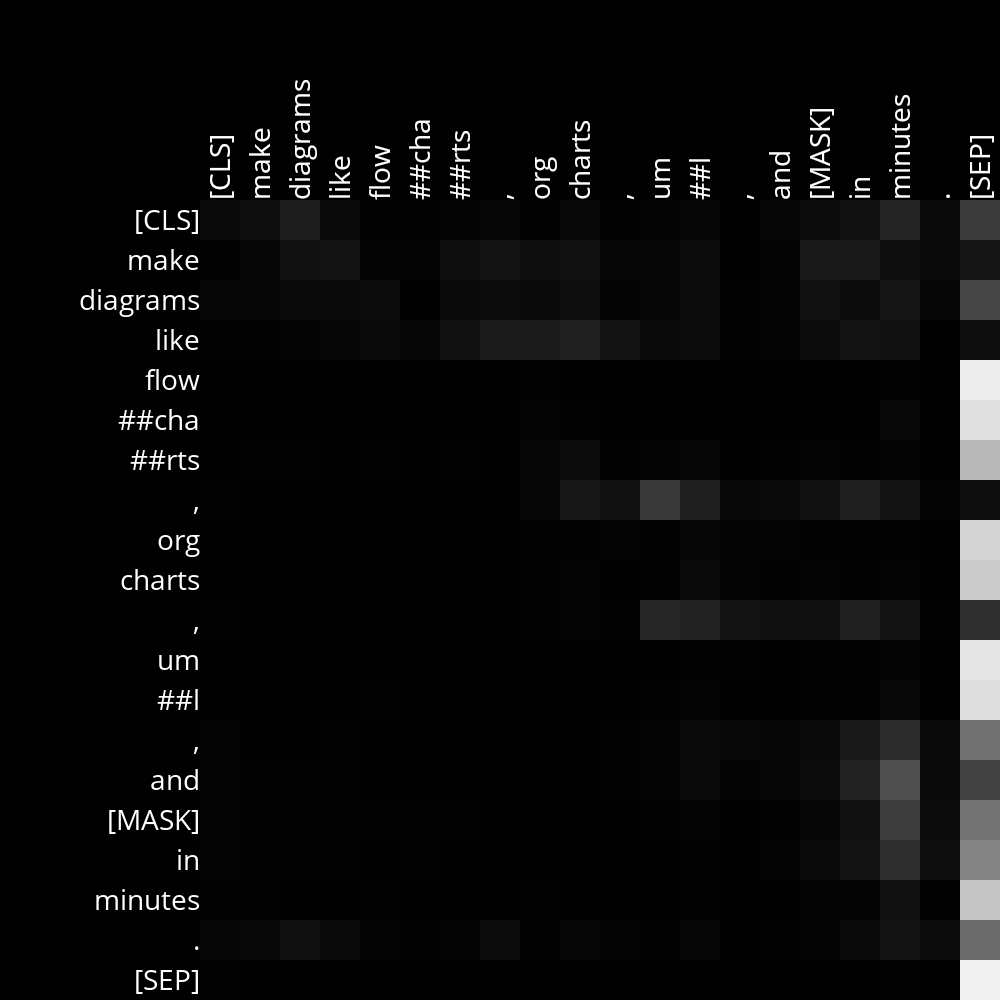 [CLS] make diagrams like flow ##cha ##rts , org charts , um ##l , and [MASK] in minutes . [SEP]
[CLS]
make
diagrams
like
flow
##cha
##rts
,
org
charts
,
um
##l
,
and
[MASK]
in
minutes
.
[SEP]